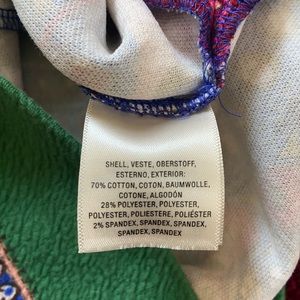 SHELL, VESTE, OBERSTOFF,
ESTERNO, EXTERIOR:
70% COTTON, COTON, BAUMWOLLE,
COTONE, ALGODÓN
28% POLYESTER, POLYESTER,
POLYESTER, POLIESTERE, POLIÉSTER
2% SPANDEX, SPANDEX,
SPANDEX, SPANDEX, SPANDEX